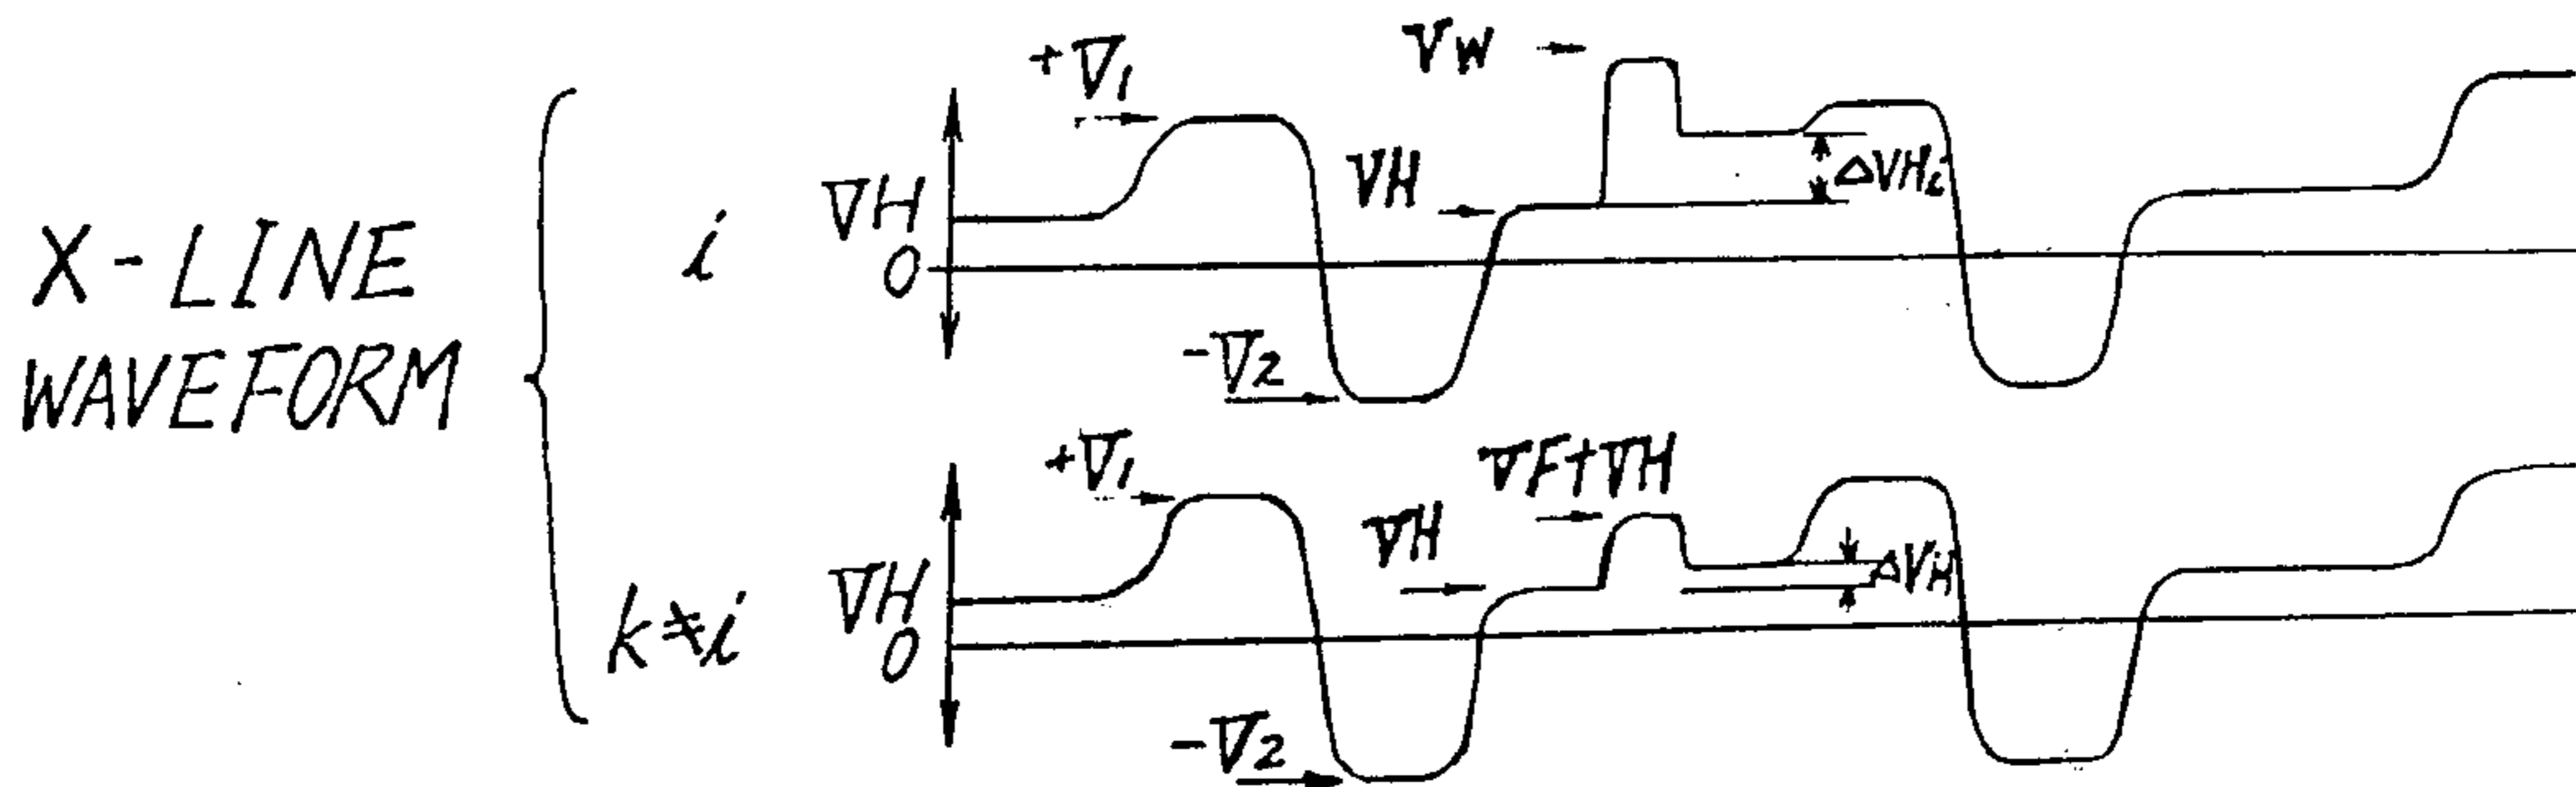 X-LINE
WAVEFORM
i
+V1
VW
VH
VH
ΔVHi
0
-V2
k≠i
+V1
VF+VH
VH
VH
ΔVH
0
-V2